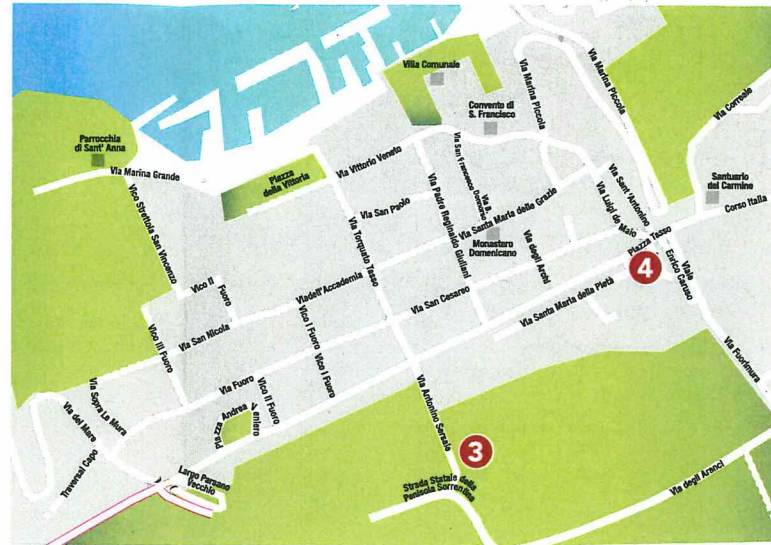 Villa Comunale
Convento di
S. Francisco
Via Marina Piccola
Via Marina Piccola
Via Correale
Parrocchia
di Sant' Anna
Via Marina Grande
Piazza
della Vittoria
Via Vittorio Veneto
Via San Francesco
Via Sant'Antonino
Santuario
del Carmine
Corso Italia
Vico Strettola San Vincenzo
Via San Paolo
Via Padre Reginaldo Giuliani
Via Santa Maria delle Grazie
Via Luigi de Maio
Monastero
Domenicano
Via degli Archi
Piazza Tasso
Viale
Enrico Caruso
4
Via Torquato Tasso
Vico II
Fuoro
Viadell'Accademia
Via San Cesareo
Via Santa Maria della Pietà
Via San Nicola
Vico III Fuoro
Vico I Fuoro
Vico I Fuoro
Via Fuorimura
Via Fuoro
Vico II Fuoro
Piazza Andrea Veniero
Via Sopra Le Mura
Via del Mare
Traversal Capo
Via Antonino Sersale
3
Largo Parsano
Vecchio
Strada Statale della
Penisola Sorrentina
Via degli Aranci